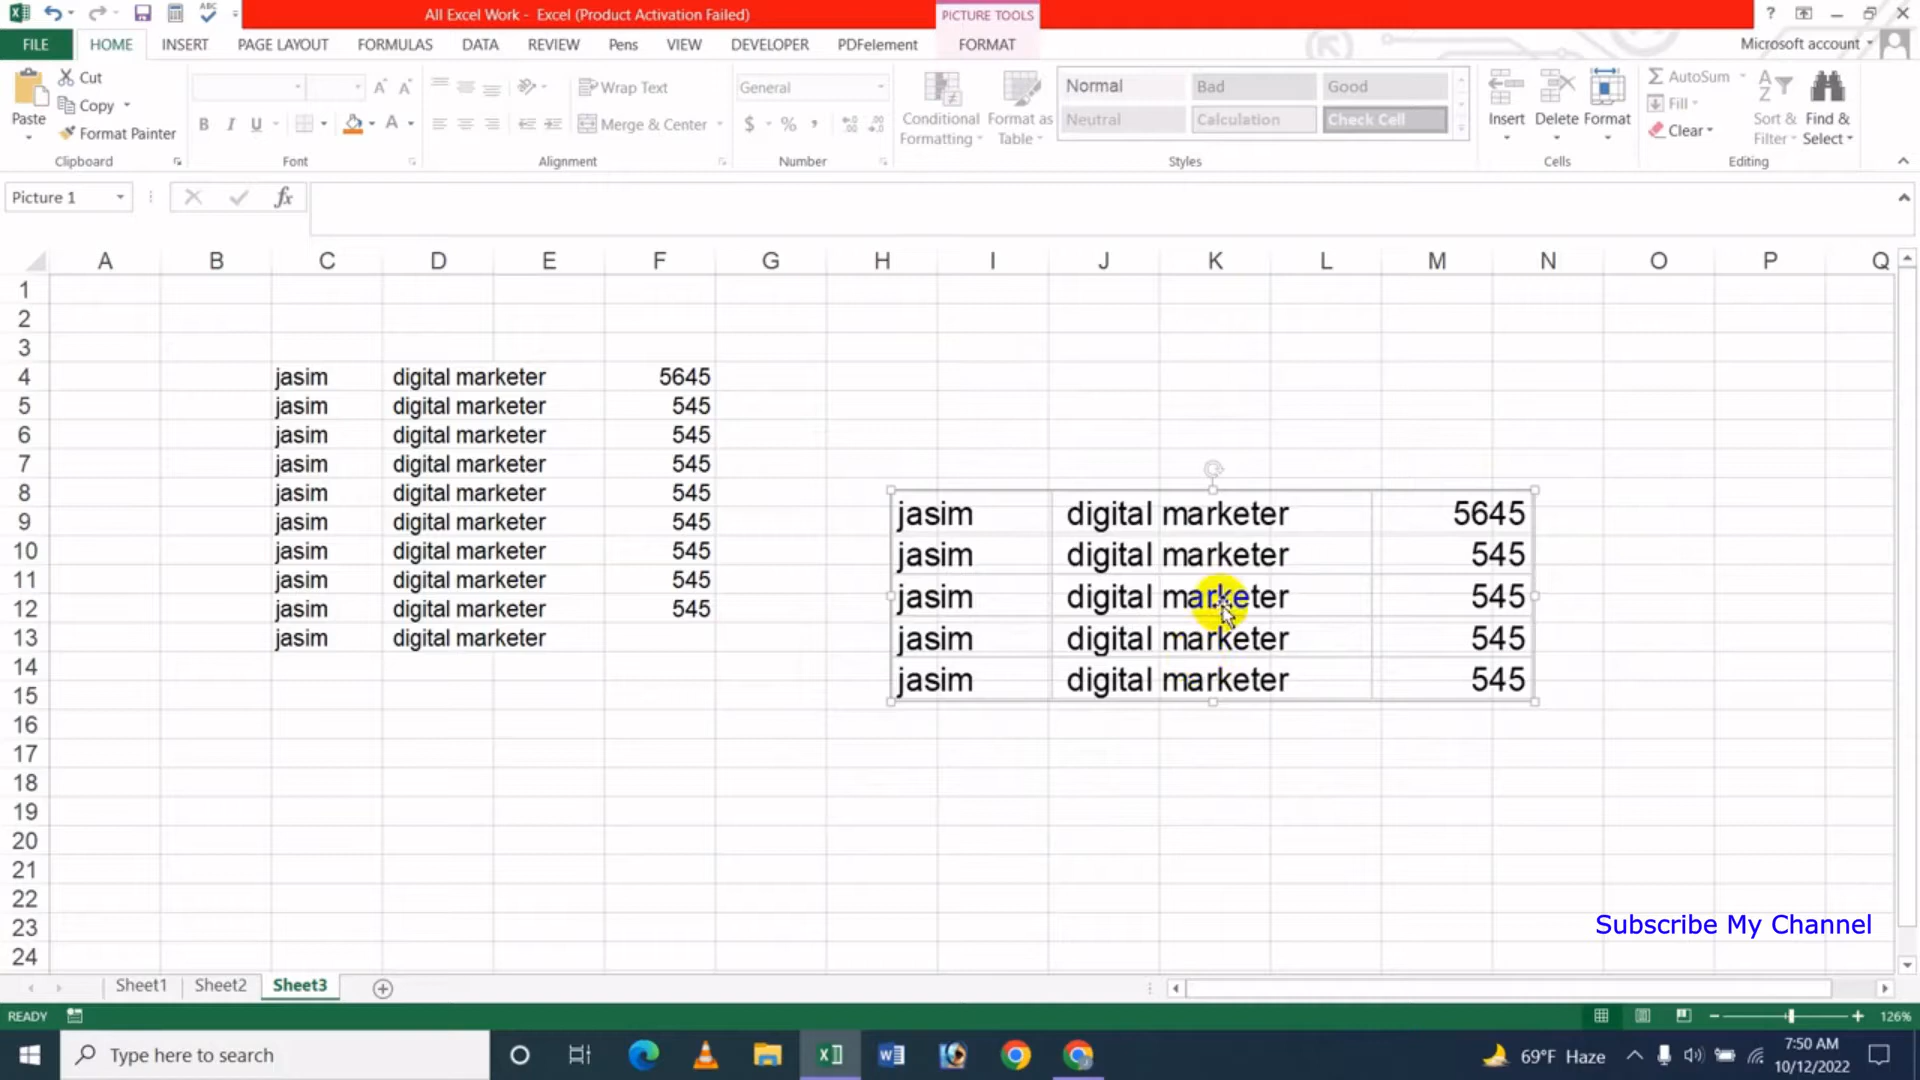 All Excel Work - Excel (Product Activation Failed)
PICTURE TOOLS
?
FILE HOME INSERT PAGE LAYOUT FORMULAS DATA REVIEW Pens VIEW DEVELOPER PDFelement FORMAT Microsoft account
Paste
Cut
Copy
Format Painter
Clipboard
B I U A
Font
Wrap Text
Merge & Center
Alignment
General
$ % ,
Number
Conditional Formatting
Format as Table
Normal Bad Good
Neutral Calculation Check Cell
Styles
Insert Delete Format
Cells
AutoSum
Fill
Clear
Sort & Filter
Find & Select
Editing
Picture 1
fx
A B C D E F G H I J K L M N O P Q
1
2
3
4 jasim digital marketer 5645
5 jasim digital marketer 545
6 jasim digital marketer 545
7 jasim digital marketer 545
8 jasim digital marketer 545
9 jasim digital marketer 545
10 jasim digital marketer 545
11 jasim digital marketer 545
12 jasim digital marketer 545
13 jasim digital marketer
14
15
16
17
18
19
20
21
22
23
24
jasim digital marketer 5645
jasim digital marketer 545
jasim digital marketer 545
jasim digital marketer 545
jasim digital marketer 545
Subscribe My Channel
Sheet1 Sheet2 Sheet3
READY
126%
Type here to search
69°F Haze
7:50 AM
10/12/2022